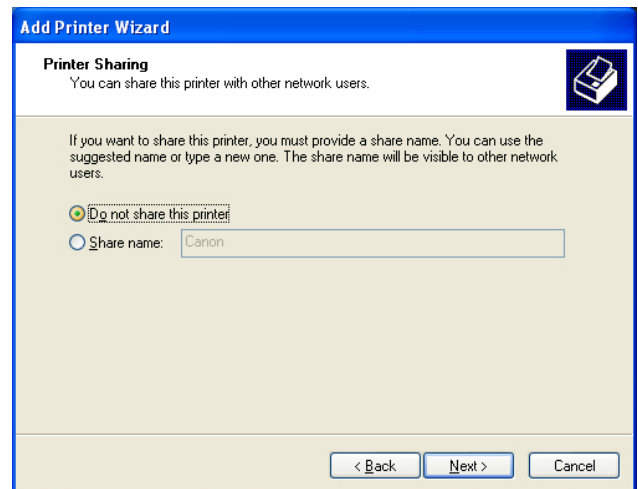 Add Printer Wizard
Printer Sharing
You can share this printer with other network users.
If you want to share this printer, you must provide a share name. You can use the
suggested name or type a new one. The share name will be visible to other network
users.
Do not share this printer
Share name: Canon
< Back Next > Cancel